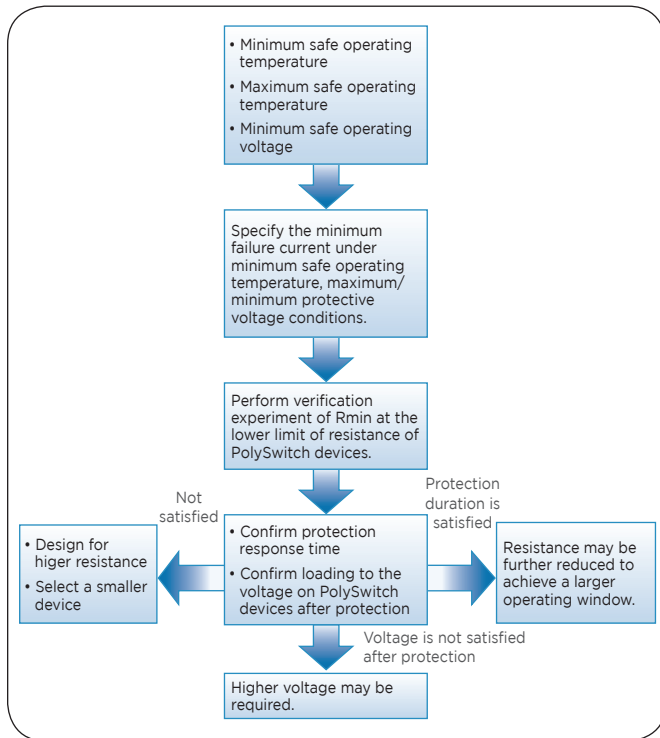 • Minimum safe operating
temperature
• Maximum safe operating
temperature
• Minimum safe operating
voltage
Specify the minimum
failure current under
minimum safe operating
temperature, maximum/
minimum protective
voltage conditions.
Perform verification
experiment of Rmin at the
lower limit of resistance of
PolySwitch devices.
Not
satisfied
Protection
duration is
satisfied
• Design for
higer resistance
• Select a smaller
device
• Confirm protection
response time
• Confirm loading to the
voltage on PolySwitch
devices after protection
Resistance may be
further reduced to
achieve a larger
operating window.
Voltage is not satisfied
after protection
Higher voltage may be
required.